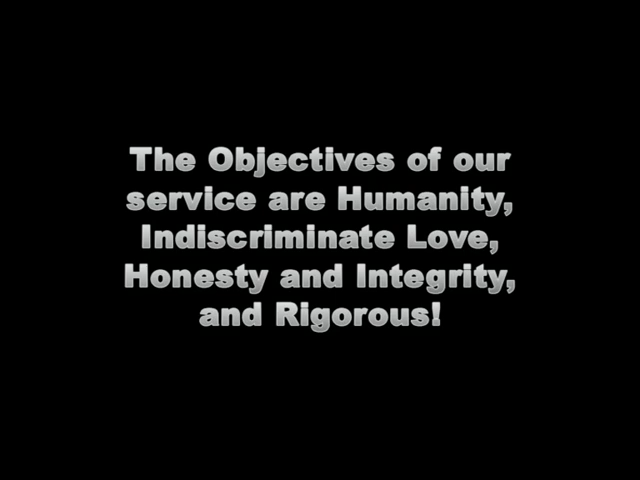 The Objectives of our
service are Humanity,
Indiscriminate Love,
Honesty and Integrity,
and Rigorous!